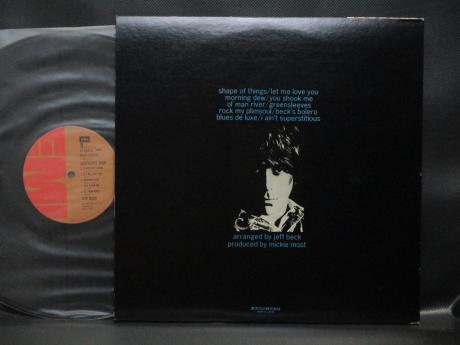 shape of things/let me love you
morning dew/you shook me
ol' man river/greensleeves
rock my plimsoul/beck's bolero
blues de luxe/i ain't superstitious
arranged by jeff beck
produced by mickie most
EMI